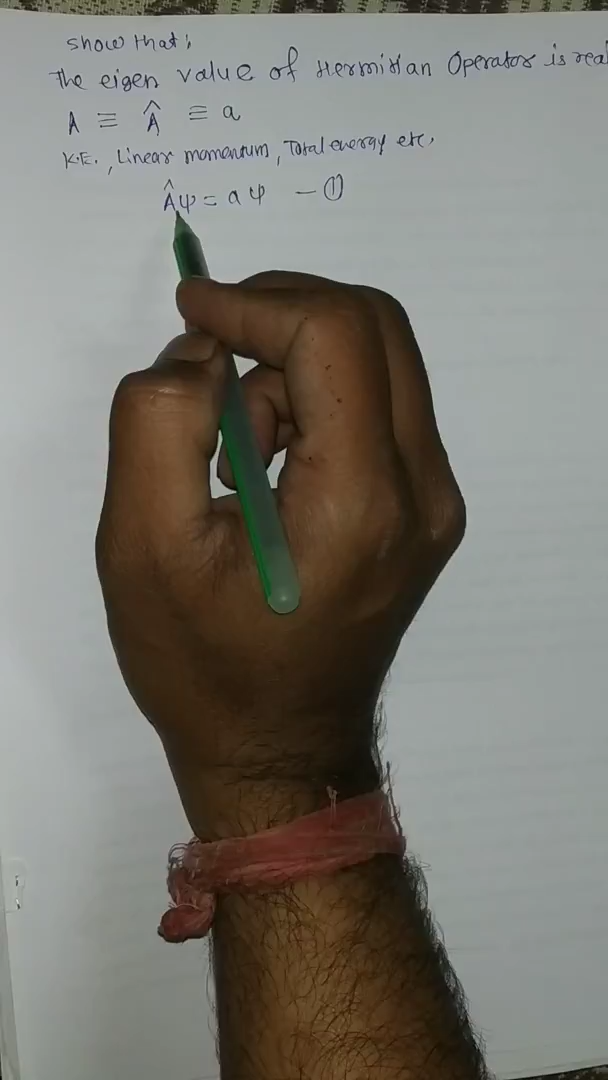 show that:
The eigen value of Hermitian Operator is real
A ≡ Â ≡ a
K.E., Linear momentum, Total energy etc.
Âψ = aψ — ①